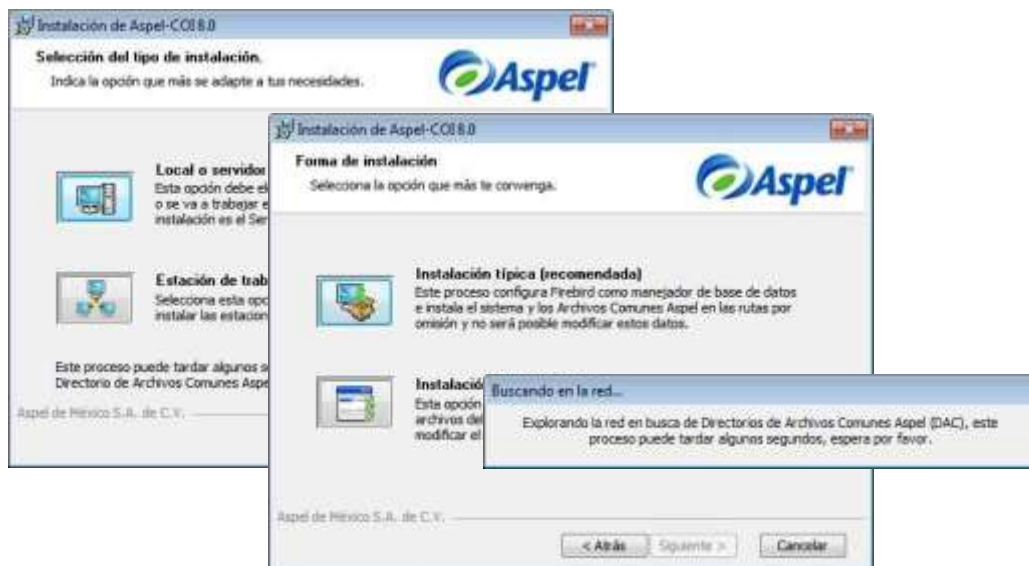 Instalación de Aspel-COI 8.0
Selección del tipo de instalación.
Indica la opción que más se adapte a tus necesidades.
Aspel
Local o servidor
Esta opción debe el
o se va a trabajar e
instalación es el Ser
Estación de trab
Selecciona esta opc
instalar las estacion
Este proceso puede tardar algunos s
Directorio de Archivos Comunes Aspe
Aspel de México S.A. de C.V.
Instalación de Aspel-COI 8.0
Forma de instalación
Selecciona la opción que más te convenga.
Aspel
Instalación típica (recomendada)
Este proceso configura Firebird como manejador de base de datos
e instala el sistema y los Archivos Comunes Aspel en las rutas por
omisión y no será posible modificar estos datos.
Instalació
Esta opción
archivos del
modificar el
Aspel de México S.A. de C.V.
< Atrás
Siguiente >
Cancelar
Buscando en la red...
Explorando la red en busca de Directorios de Archivos Comunes Aspel (DAC), este
proceso puede tardar algunos segundos, espera por favor.